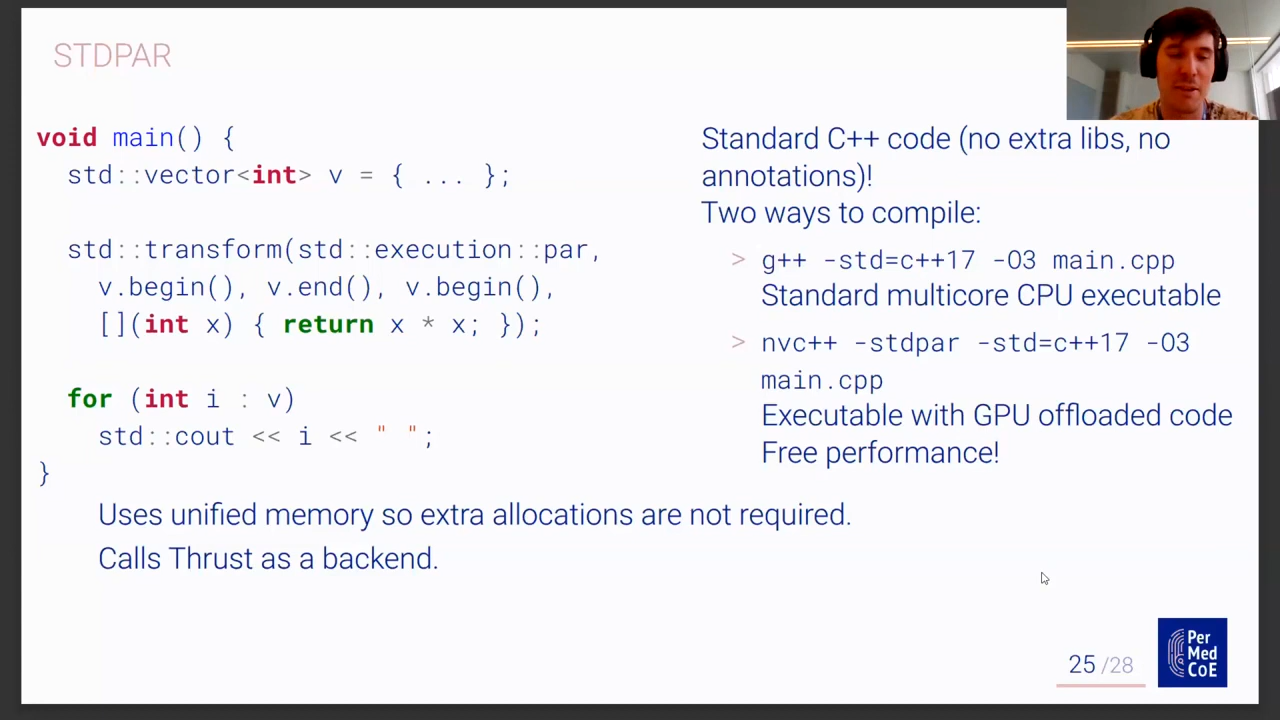 STDPAR
void main() {
std::vector<int> v = { ... };
std::transform(std::execution::par,
v.begin(), v.end(), v.begin(),
[](int x) { return x * x; });
for (int i : v)
std::cout << i << " ";
}
Uses unified memory so extra allocations are not required.
Calls Thrust as a backend.
Standard C++ code (no extra libs, no
annotations)!
Two ways to compile:
> g++ -std=c++17 -O3 main.cpp
Standard multicore CPU executable
> nvc++ -stdpar -std=c++17 -O3
main.cpp
Executable with GPU offloaded code
Free performance!
25 /28
Per
Med
CoE